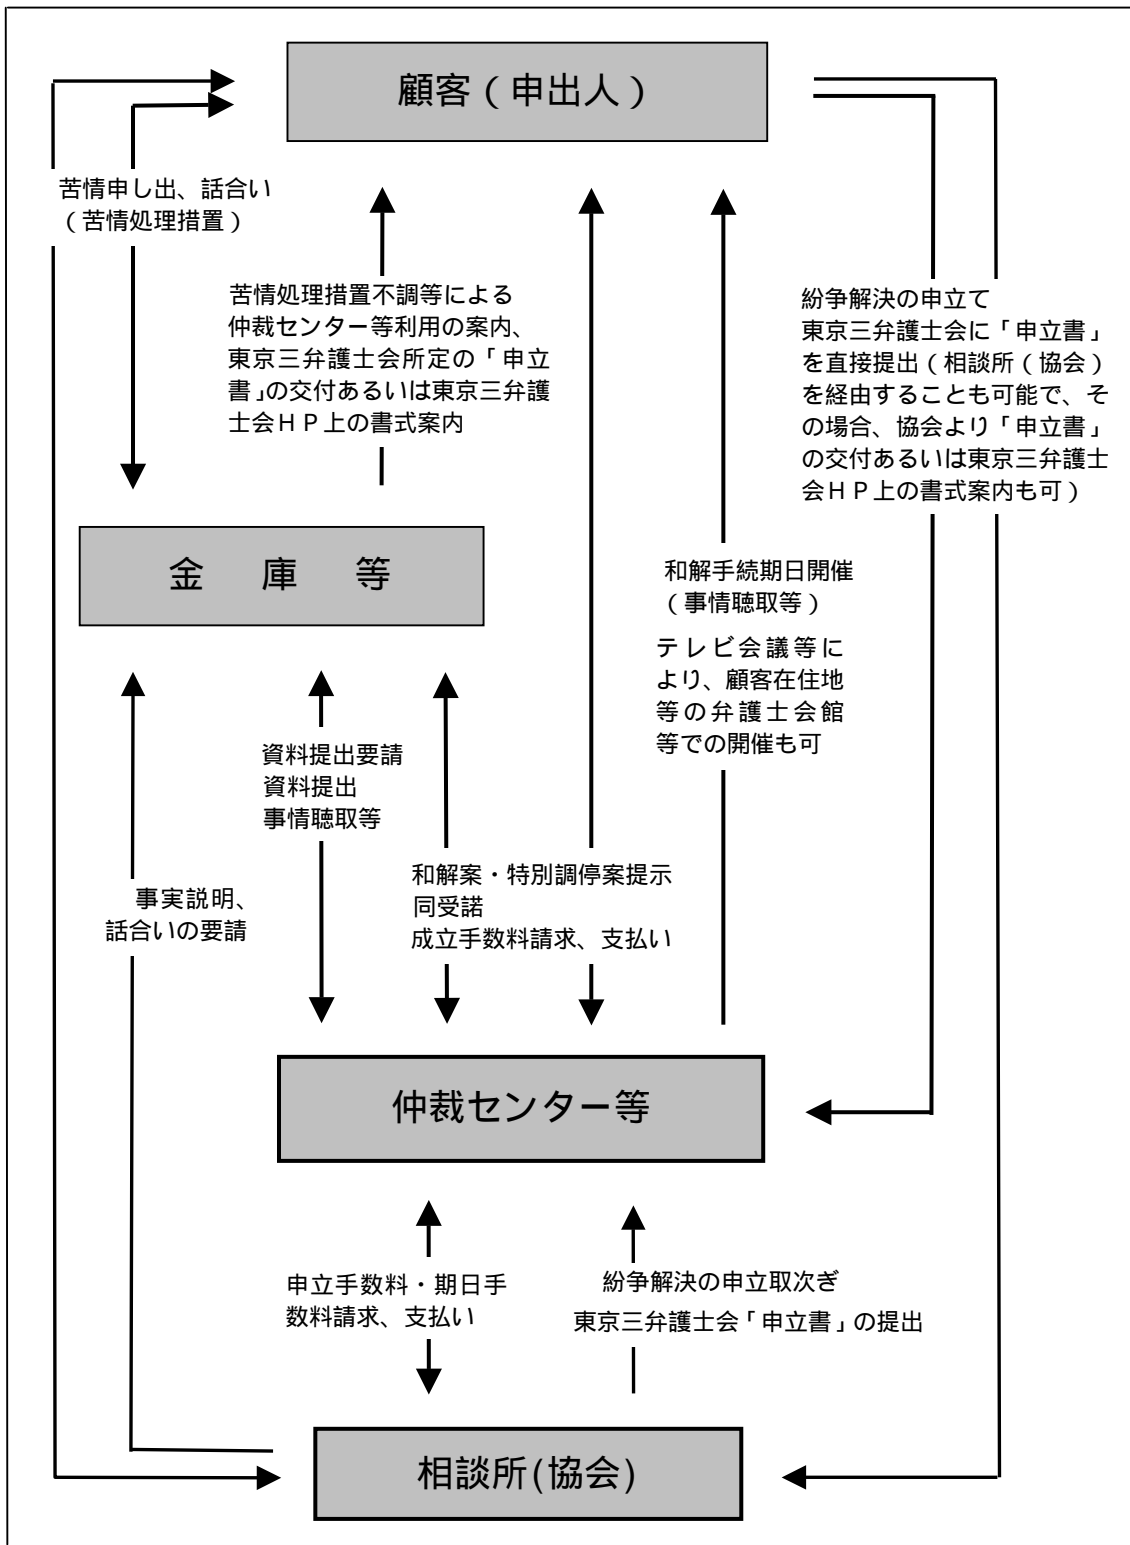 顧客（申出人）
苦情申し出、話合い
（苦情処理措置）
苦情処理措置不調等による
仲裁センター等利用の案内、
東京三弁護士会所定の「申立
書」の交付あるいは東京三弁護
士会ＨＰ上の書式案内
紛争解決の申立て
東京三弁護士会に「申立書」
を直接提出（相談所（協会）
を経由することも可能で、そ
の場合、協会より「申立書」
の交付あるいは東京三弁護士
会ＨＰ上の書式案内も可）
金　庫　等
和解手続期日開催
（事情聴取等）
テレビ会議等に
より、顧客在住地
等の弁護士会館
等での開催も可
資料提出要請
資料提出
事情聴取等
和解案・特別調停案提示
同受諾
成立手数料請求、支払い
事実説明、
話合いの要請
仲裁センター等
申立手数料・期日手
数料請求、支払い
紛争解決の申立取次ぎ
東京三弁護士会「申立書」の提出
相談所(協会)